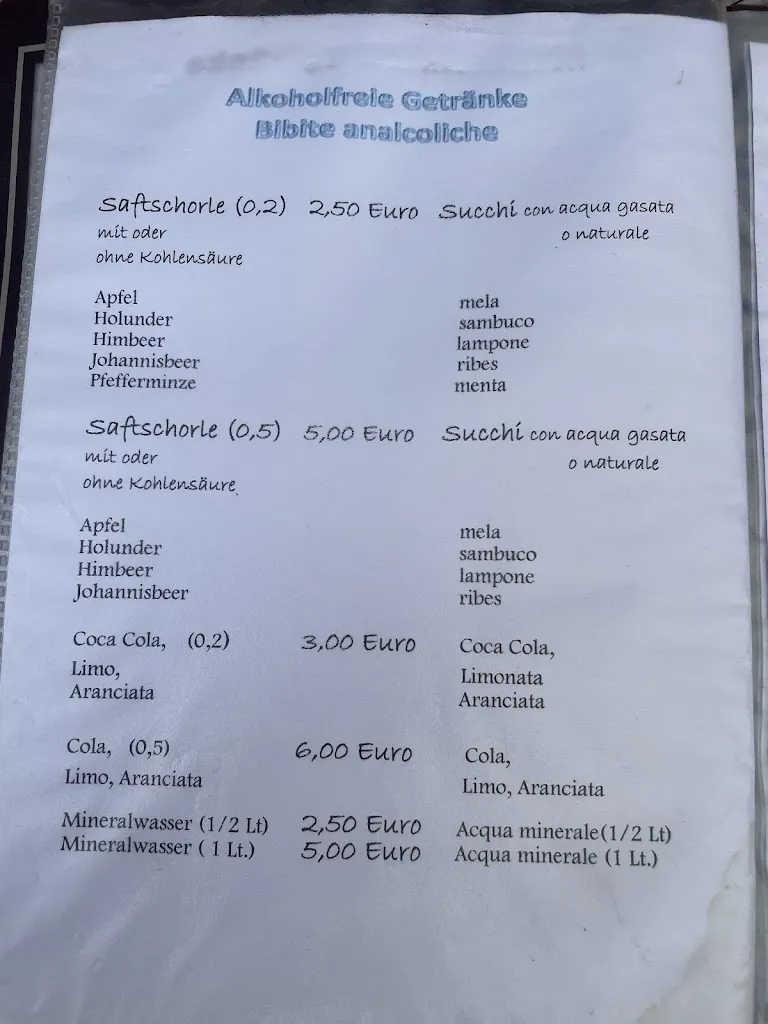 Alkoholfreie Getränke
Bibite analcoliche
Saftschorle (0,2) 2,50 Euro Succhi con acqua gasata
mit oder o naturale
ohne Kohlensäure
Apfel mela
Holunder sambuco
Himbeer lampone
Johannisbeer ribes
Pfefferminze menta
Saftschorle (0,5) 5,00 Euro Succhi con acqua gasata
mit oder o naturale
ohne Kohlensäure
Apfel mela
Holunder sambuco
Himbeer lampone
Johannisbeer ribes
Coca Cola, (0,2) 3,00 Euro Coca Cola,
Limo, Limonata
Aranciata Aranciata
Cola, (0,5) 6,00 Euro Cola,
Limo, Aranciata Limo, Aranciata
Mineralwasser (1/2 Lt) 2,50 Euro Acqua minerale(1/2 Lt)
Mineralwasser ( 1 Lt.) 5,00 Euro Acqua minerale (1 Lt.)